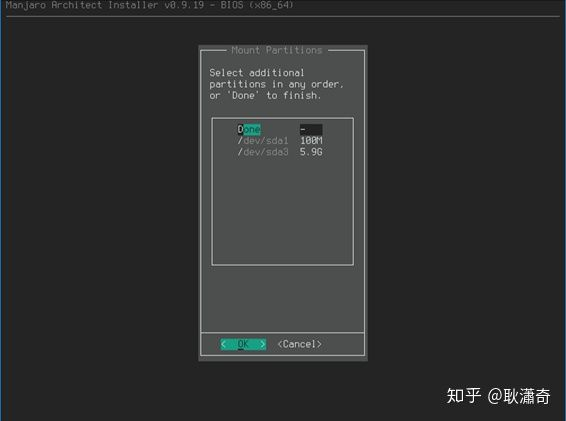 Manjaro Architect Installer v0.9.19 - BIOS (x86_64)
Mount Partitions
Select additional
partitions in any order,
or 'Done' to finish.
Done -
/dev/sda1 100M
/dev/sda3 5.9G
< OK > <Cancel>
知乎 @耿潇奇